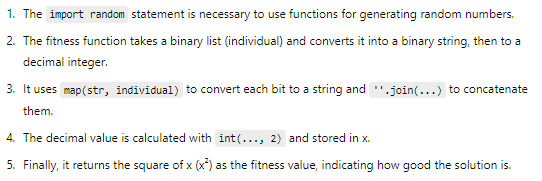 1. The import random statement is necessary to use functions for generating random numbers.
2. The fitness function takes a binary list (individual) and converts it into a binary string, then to a
decimal integer.
3. It uses map(str, individual) to convert each bit to a string and ''.join(...) to concatenate
them.
4. The decimal value is calculated with int(..., 2) and stored in x.
5. Finally, it returns the square of x (x²) as the fitness value, indicating how good the solution is.